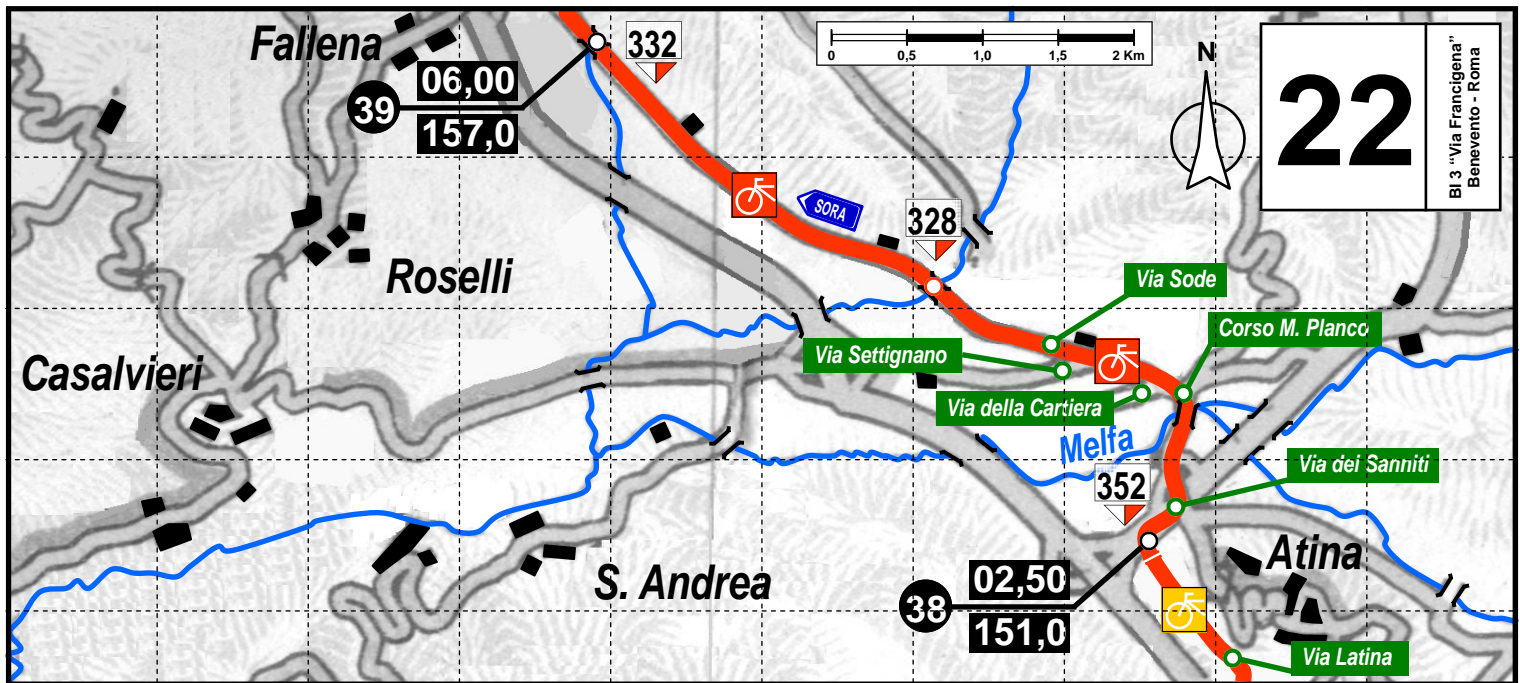 Fallena
332
39
06,00
157,0
0 0,5 1,0 1,5 2 Km
N
22
BI 3 “Via Francigena”
Benevento - Roma
SORA
328
Roselli
Via Sode
Corso M. Planco
Via Settignano
Casalvieri
Via della Cartiera
Melfa
Via dei Sanniti
352
Atina
S. Andrea
38
02,50
151,0
Via Latina